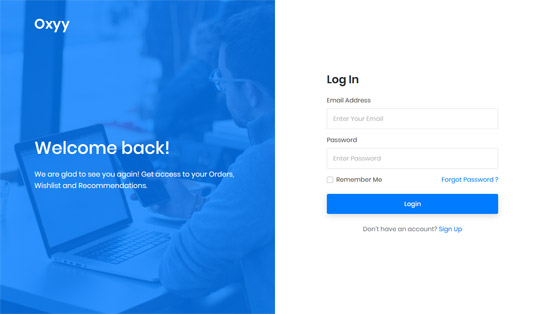 Oxyy
Welcome back!
We are glad to see you again! Get access to your Orders,
Wishlist and Recommendations.
Log In
Email Address
Enter Your Email
Password
Enter Password
Remember Me
Forgot Password ?
Login
Don't have an account? Sign Up